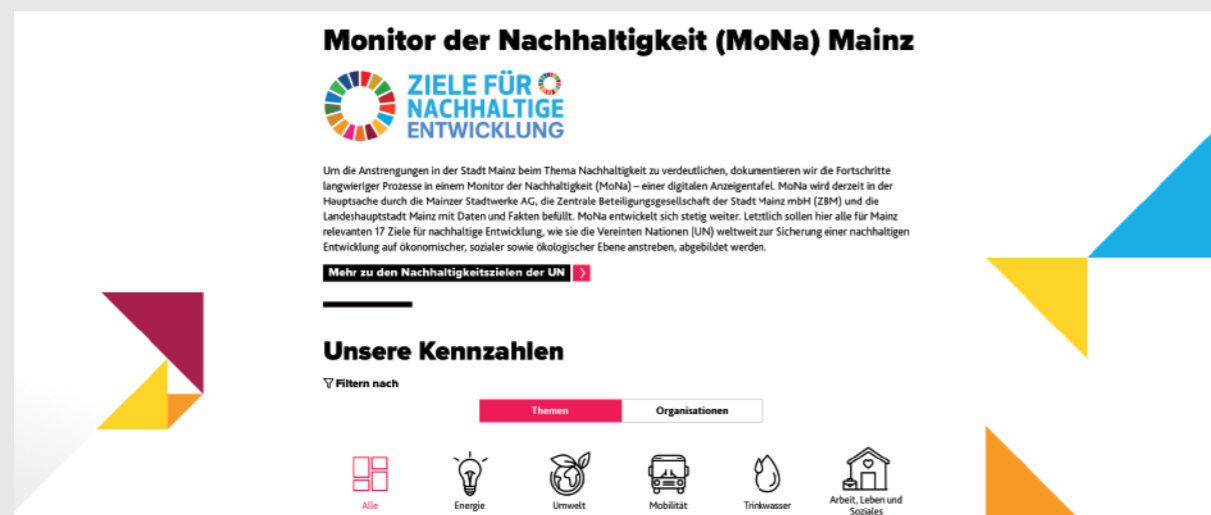 Monitor der Nachhaltigkeit (MoNa) Mainz
ZIELE FÜR
NACHHALTIGE
ENTWICKLUNG
Um die Anstrengungen in der Stadt Mainz beim Thema Nachhaltigkeit zu verdeutlichen, dokumentieren wir die Fortschritte
langwieriger Prozesse in einem Monitor der Nachhaltigkeit (MoNa) – einer digitalen Anzeigentafel. MoNa wird derzeit in der
Hauptsache durch die Mainzer Stadtwerke AG, die Zentrale Beteiligungsgesellschaft der Stadt Mainz mbH (ZBM) und die
Landeshauptstadt Mainz mit Daten und Fakten befüllt. MoNa entwickelt sich stetig weiter. Letztlich sollen hier alle für Mainz
relevanten 17 Ziele für nachhaltige Entwicklung, wie sie die Vereinten Nationen (UN) weltweit zur Sicherung einer nachhaltigen
Entwicklung auf ökonomischer, sozialer sowie ökologischer Ebene anstreben, abgebildet werden.
Mehr zu den Nachhaltigkeitszielen der UN
Unsere Kennzahlen
Filtern nach
Themen Organisationen
Alle Energie Umwelt Mobilität Trinkwasser Arbeit, Leben und
Soziales